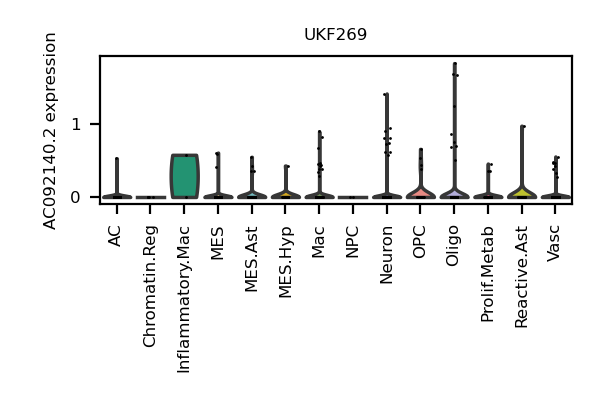 UKF269
AC092140.2 expression
1
0
AC
Chromatin.Reg
Inflammatory.Mac
MES
MES.Ast
MES.Hyp
Mac
NPC
Neuron
OPC
Oligo
Prolif.Metab
Reactive.Ast
Vasc